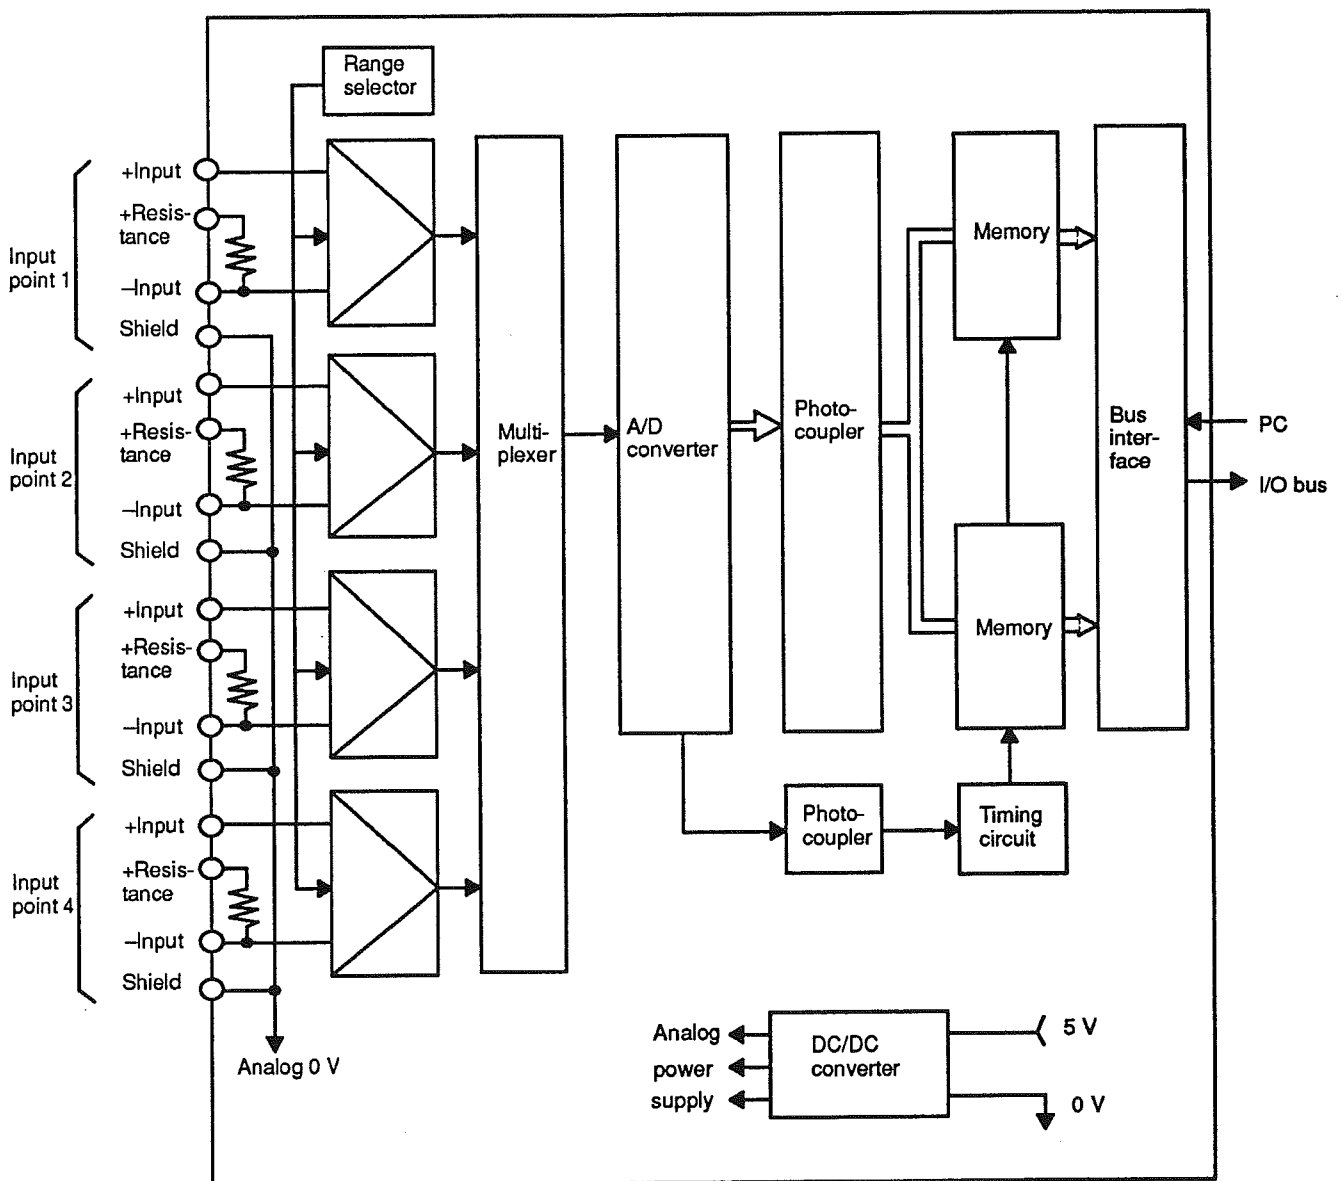 Range
selector
Input
point 1
+Input
+Resis-
tance
–Input
Shield
Input
point 2
+Input
+Resis-
tance
–Input
Shield
Input
point 3
+Input
+Resis-
tance
–Input
Shield
Input
point 4
+Input
+Resis-
tance
–Input
Shield
Analog 0 V
Multi-
plexer
A/D
converter
Photo-
coupler
Memory
Memory
Bus
inter-
face
PC
I/O bus
Photo-
coupler
Timing
circuit
Analog
power
supply
DC/DC
converter
5 V
0 V